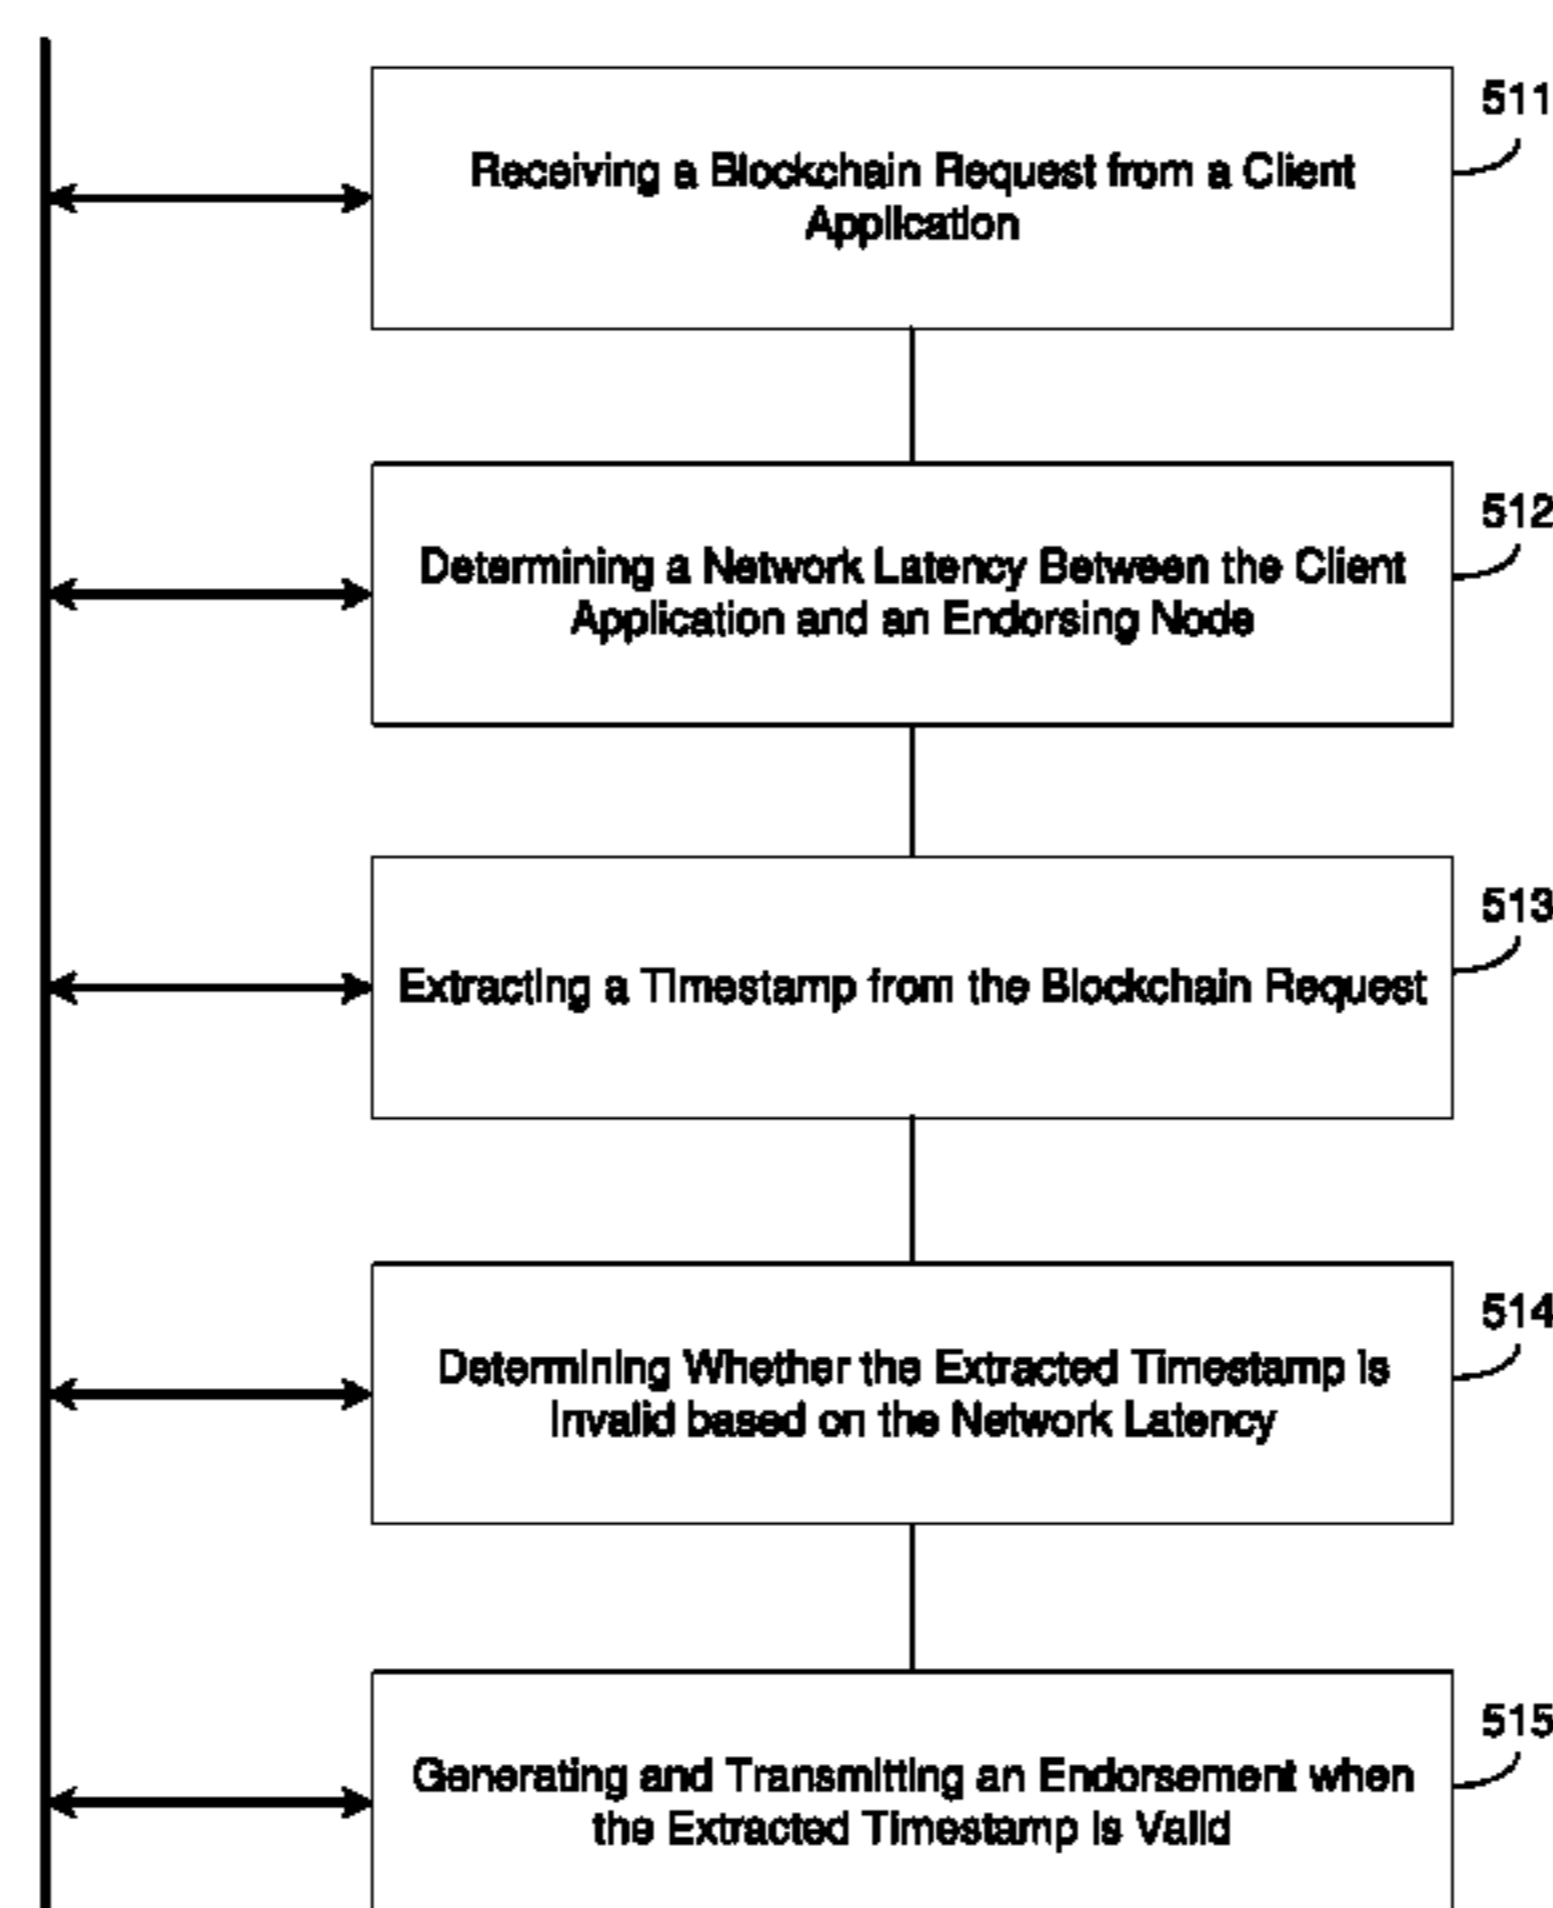 511
Receiving a Blockchain Request from a Client
Application
512
Determining a Network Latency Between the Client
Application and an Endorsing Node
513
Extracting a Timestamp from the Blockchain Request
514
Determining Whether the Extracted Timestamp is
Invalid based on the Network Latency
515
Generating and Transmitting an Endorsement when
the Extracted Timestamp is Valid